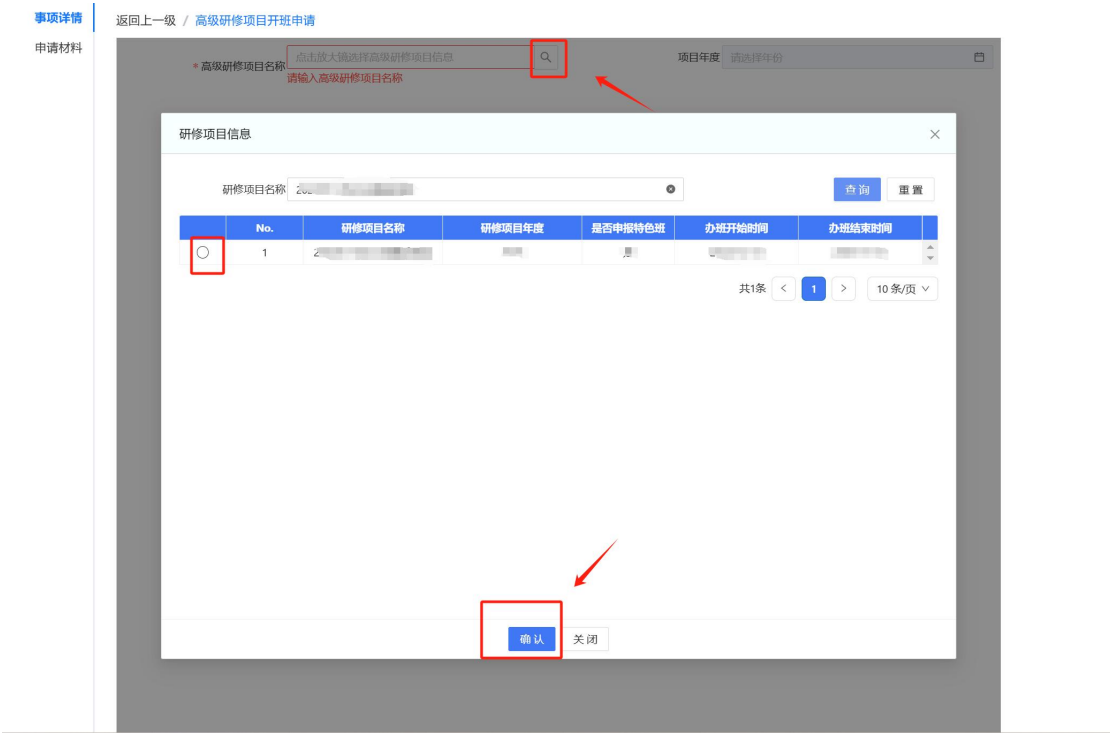 事项详情
申请材料
返回上一级 / 高级研修项目开班申请
* 高级研修项目名称 点击放大镜选择高级研修项目信息 项目年度 请选择年份
请输入高级研修项目名称
研修项目信息
研修项目名称 查询 重置
No. 研修项目名称 研修项目年度 是否申报特色班 办班开始时间 办班结束时间
1
共1条 < 1 > 10 条/页
确认 关闭